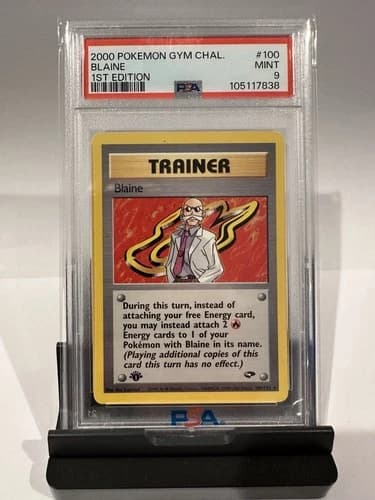 2000 POKEMON GYM CHAL. #100
BLAINE MINT
1ST EDITION 9
PSA 105117838
TRAINER
Blaine
During this turn, instead of
attaching your free Energy card,
you may instead attach 2
Energy cards to 1 of your
Pokémon with Blaine in its name.
(Playing additional copies of this
card this turn has no effect.)
PSA